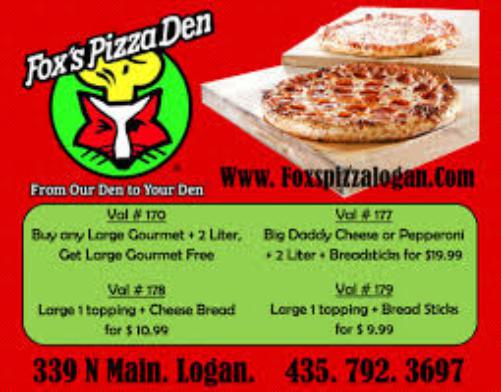 Fox's Pizza Den
From Our Den to Your Den
Www. Foxspizzalogan.Com
Val # 170
Buy any Large Gourmet + 2 Liter,
Get Large Gourmet Free
Val # 177
Big Daddy Cheese or Pepperoni
+ 2 Liter + Breadsticks for $19.99
Val # 178
Large 1 topping + Cheese Bread
for $ 10.99
Val # 179
Large 1 topping + Bread Sticks
for $ 9.99
339 N Main. Logan. 435. 792. 3697